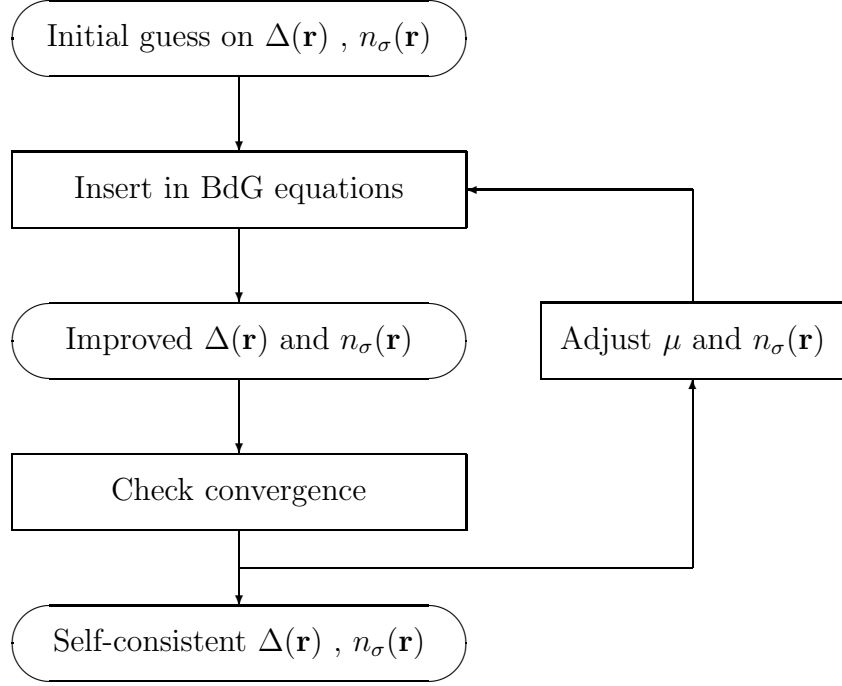 Initial guess on Δ(𝐫) , n_σ(𝐫)
Insert in BdG equations
Improved Δ(𝐫) and n_σ(𝐫)
Adjust μ and n_σ(𝐫)
Check convergence
Self-consistent Δ(𝐫) , n_σ(𝐫)